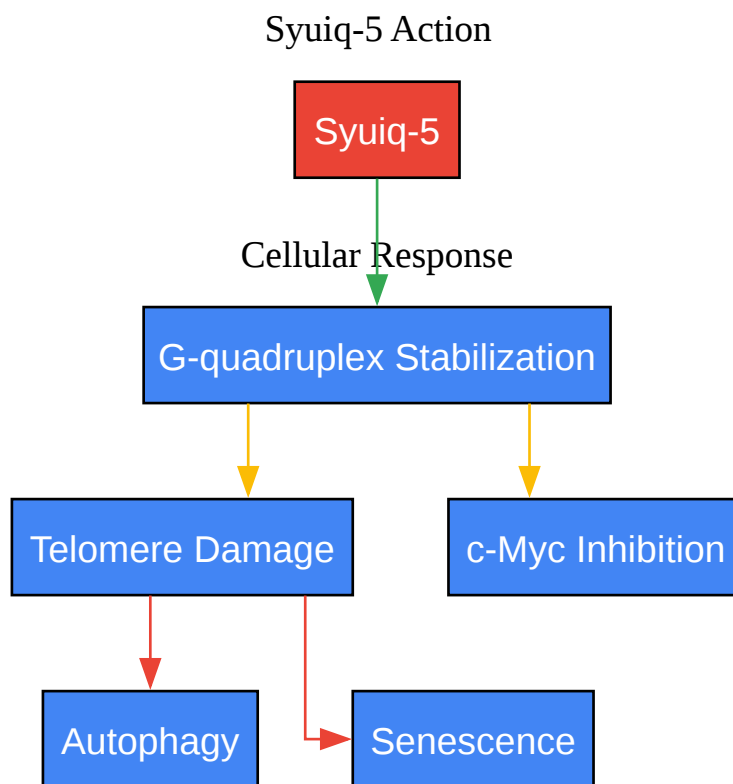 Syuiq-5 Action
Syuiq-5
Cellular Response
G-quadruplex Stabilization
Telomere Damage
c-Myc Inhibition
Autophagy
Senescence